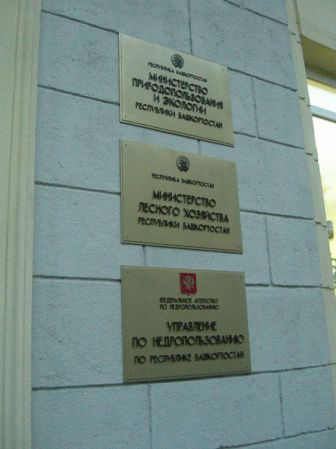 РЕСПУБЛИКА БАШКОРТОСТАН
МИНИСТЕРСТВО
ПРИРОДОПОЛЬЗОВАНИЯ
И ЭКОЛОГИИ
РЕСПУБЛИКИ БАШКОРТОСТАН
РЕСПУБЛИКА БАШКОРТОСТАН
МИНИСТЕРСТВО
ЛЕСНОГО ХОЗЯЙСТВА
РЕСПУБЛИКИ БАШКОРТОСТАН
ФЕДЕРАЛЬНОЕ АГЕНТСТВО
ПО НЕДРОПОЛЬЗОВАНИЮ
УПРАВЛЕНИЕ
ПО НЕДРОПОЛЬЗОВАНИЮ
ПО РЕСПУБЛИКЕ БАШКОРТОСТАН